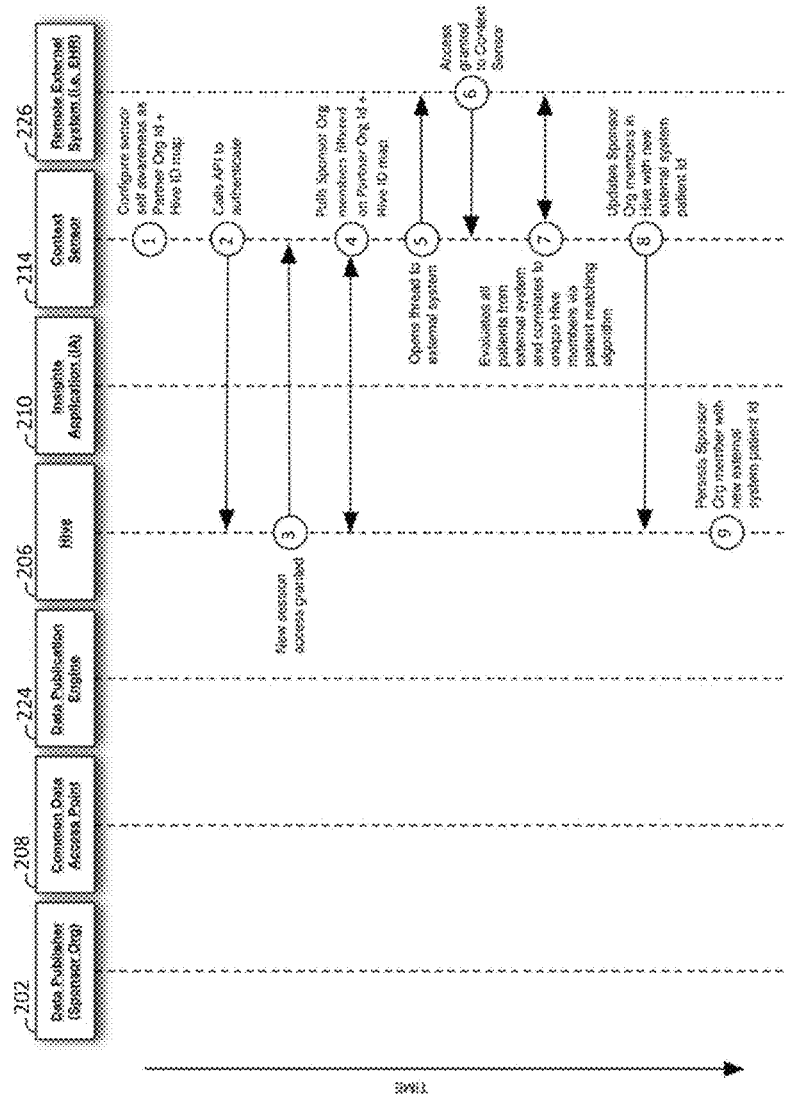 202
Data Publisher
(Sponsor Org)
208
Common Data
Access Point
224
Data Publication
Engine
206
Hive
210
Insights
Application (IA)
214
Context
Sensor
226
Remote External
System (i.e. EHR)
1
Configure sensor
self awareness as
Partner Org Id +
Hive ID map
2
Calls API to
authenticate
3
New session
access granted
4
Pulls Sponsor Org
members filtered
on Partner Org Id +
Hive ID map
5
Opens thread to
external system
6
Access
granted
to Context
Sensor
7
Evaluates all
patients from
external system
and correlates to
unique Hive
members via
patient matching
algorithm
8
Updates Sponsor
Org members in
Hive with new
external system
patient Id
9
Persists Sponsor
Org member with
new external
system patient Id
TIME